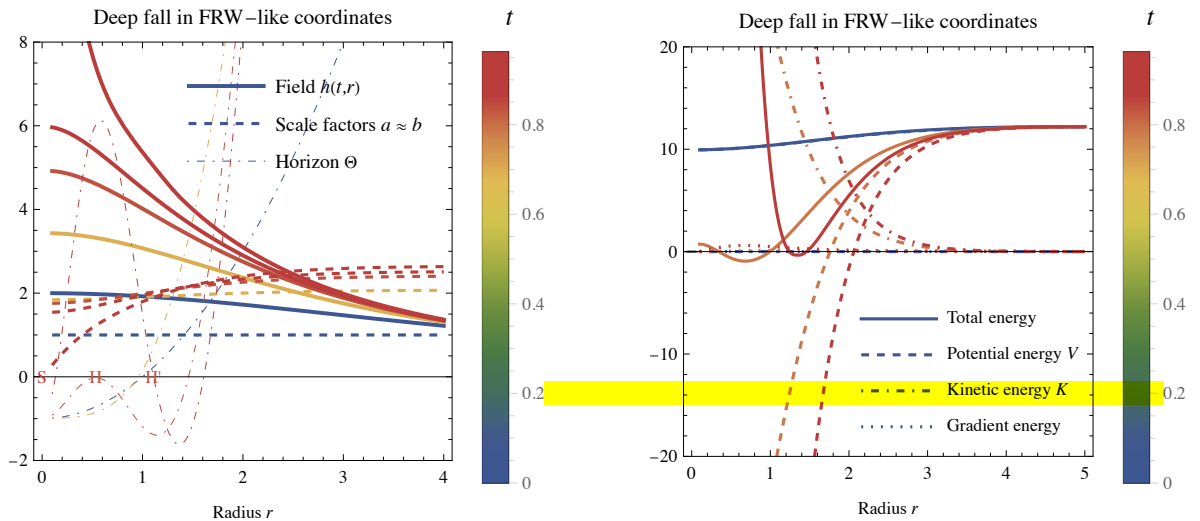 Deep fall in FRW-like coordinates
t
8
6
4
2
0
-2
0
1
2
3
4
Field h(t,r)
Scale factors a ≈ b
Horizon Θ
S
H
H'
0.8
0.6
0.4
0.2
0
Radius r
Deep fall in FRW-like coordinates
t
20
10
0
-10
-20
0
1
2
3
4
5
Total energy
Potential energy V
Kinetic energy K
Gradient energy
0.8
0.6
0.4
0.2
0
Radius r